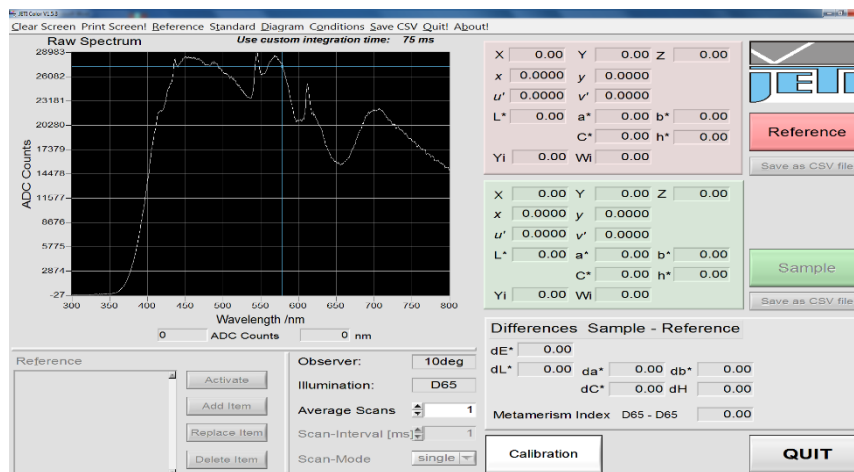 JETI Color V1.5.3
Clear Screen Print Screen! Reference Standard Diagram Conditions Save CSV Quit! About!
Raw Spectrum Use custom integration time: 75 ms
28983
26082
23181
20280
17379
14478
11577
8676
5775
2874
-27
ADC Counts
300 350 400 450 500 550 600 650 700 750 800
Wavelength /nm
0 ADC Counts 0 nm
X 0.00 Y 0.00 Z 0.00
x 0.0000 y 0.0000
u' 0.0000 v' 0.0000
L* 0.00 a* 0.00 b* 0.00
C* 0.00 h* 0.00
Yi 0.00 Wi 0.00
JETI
Reference
Save as CSV file
X 0.00 Y 0.00 Z 0.00
x 0.0000 y 0.0000
u' 0.0000 v' 0.0000
L* 0.00 a* 0.00 b* 0.00
C* 0.00 h* 0.00
Yi 0.00 Wi 0.00
Sample
Save as CSV file
Differences Sample - Reference
dE* 0.00
dL* 0.00 da* 0.00 db* 0.00
dC* 0.00 dH 0.00
Metamerism Index D65 - D65 0.00
Reference
Activate
Add Item
Replace Item
Delete Item
Observer: 10deg
Illumination: D65
Average Scans 1
Scan-Interval [ms] 1
Scan-Mode single
Calibration
QUIT